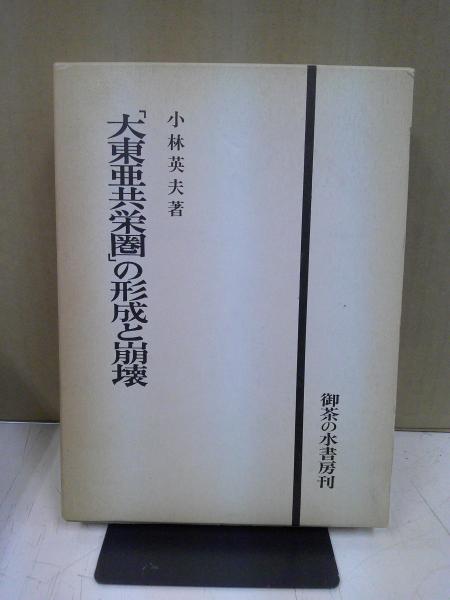 「大東亜共栄圏」の形成と崩壊
小林英夫著
御茶の水書房刊